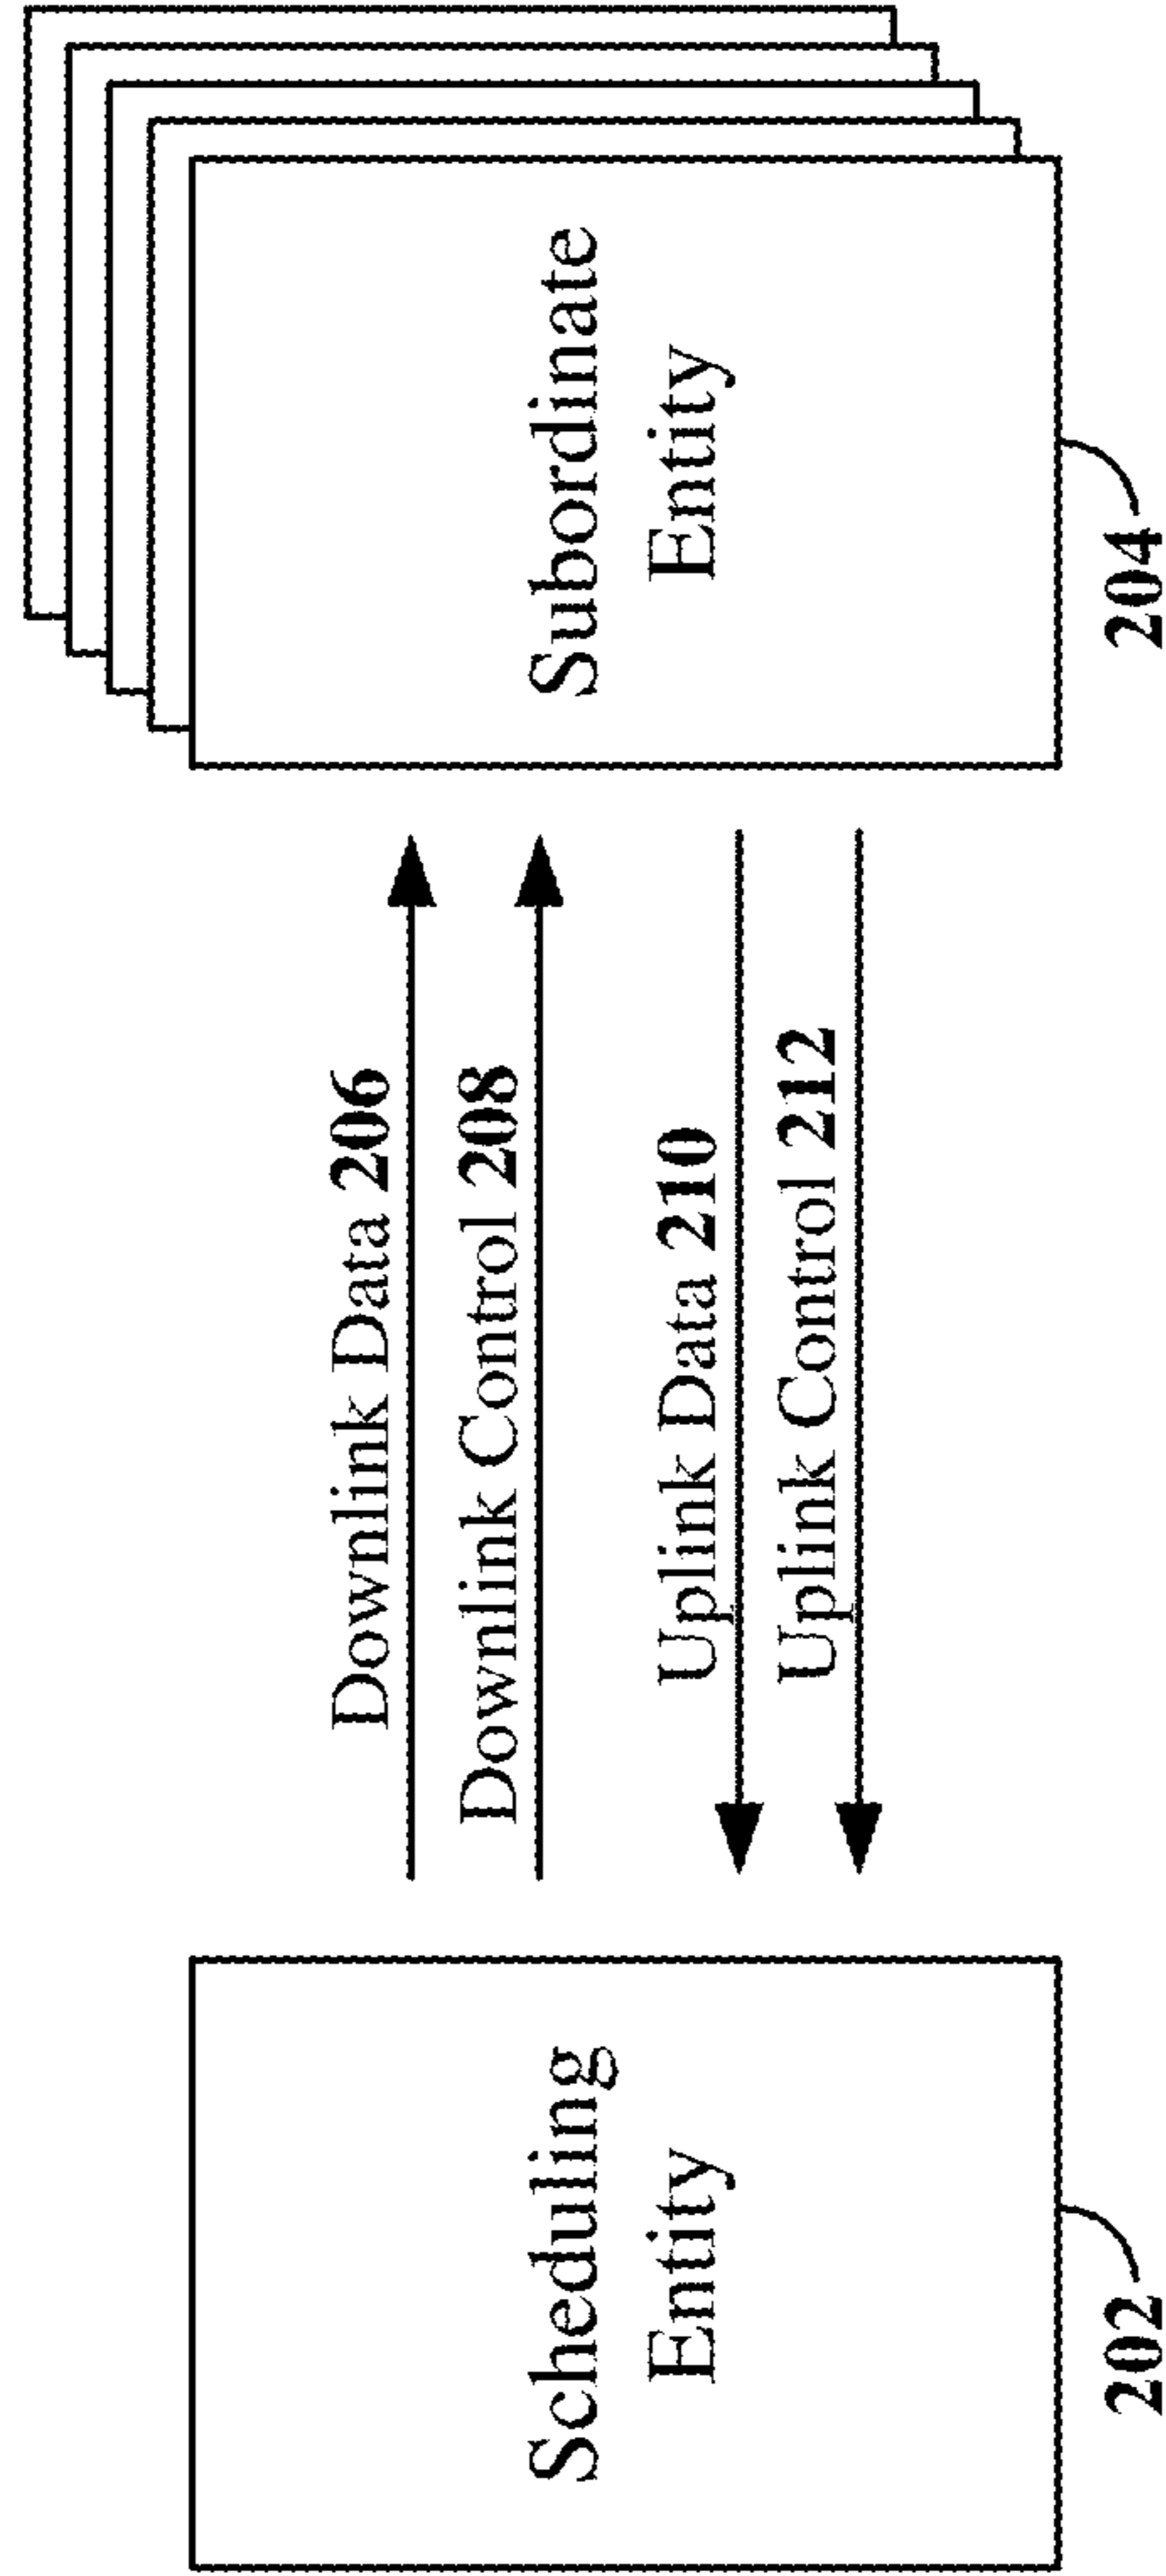 Scheduling
Entity
202
Downlink Data 206
Downlink Control 208
Uplink Data 210
Uplink Control 212
Subordinate
Entity
204